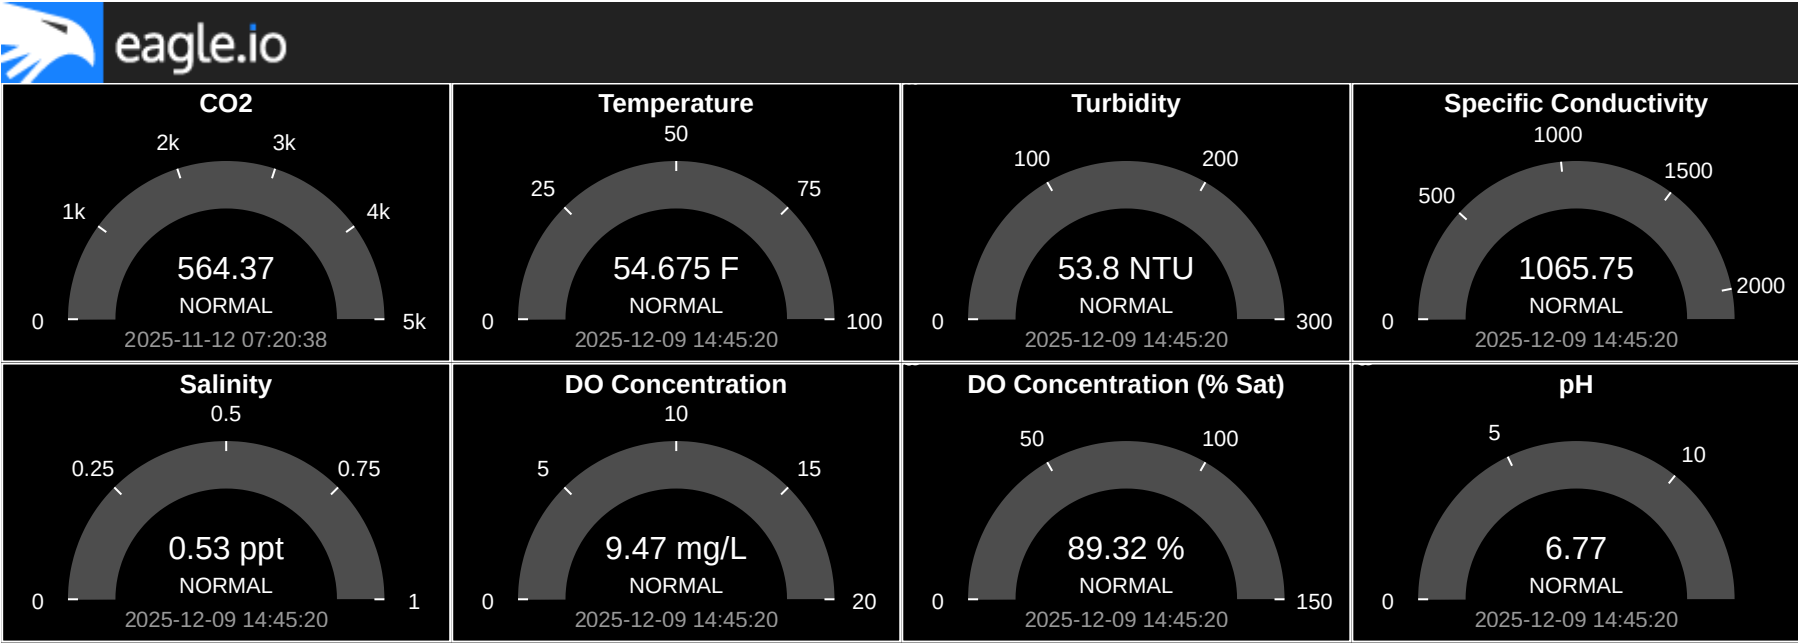 eagle.io
CO2
2k 3k
1k 4k
564.37
NORMAL
0 5k
2025-11-12 07:20:38
Temperature
50
25 75
54.675 F
NORMAL
0 100
2025-12-09 14:45:20
Turbidity
100 200
53.8 NTU
NORMAL
0 300
2025-12-09 14:45:20
Specific Conductivity
1000
1500
500
1065.75
2000
NORMAL
0
2025-12-09 14:45:20
Salinity
0.5
0.25 0.75
0.53 ppt
NORMAL
0 1
2025-12-09 14:45:20
DO Concentration
10
5 15
9.47 mg/L
NORMAL
0 20
2025-12-09 14:45:20
DO Concentration (% Sat)
50 100
89.32 %
NORMAL
0 150
2025-12-09 14:45:20
pH
5
10
6.77
NORMAL
0
2025-12-09 14:45:20